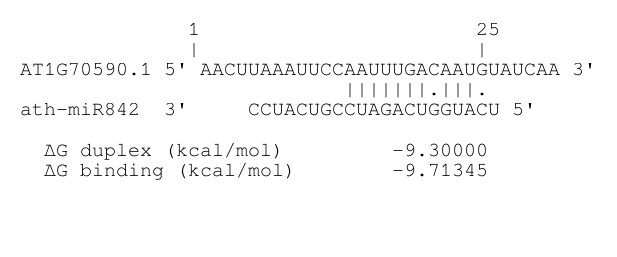 1 25
| |
AT1G70590.1 5' AACUUAAAUUCCAAUUUGACAAUGUAUCAA 3'
|||||||.|||.
ath-miR842 3' CCUACUGCCUAGACUGGUACU 5'
ΔG duplex (kcal/mol) -9.30000
ΔG binding (kcal/mol) -9.71345